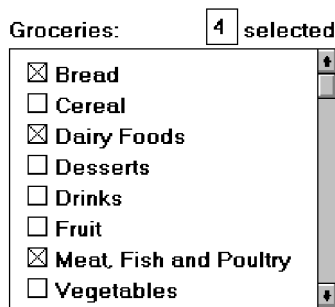 Groceries: 4 selected
Bread
Cereal
Dairy Foods
Desserts
Drinks
Fruit
Meat, Fish and Poultry
Vegetables